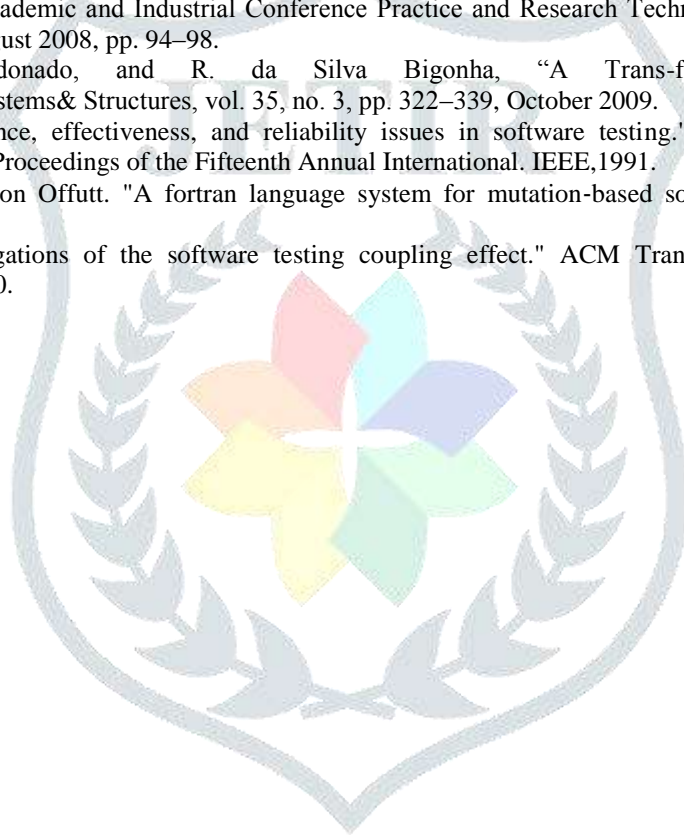 ademic and Industrial Conference Practice and Research Techn
gust 2008, pp. 94–98.
donado, and R. da Silva Bigonha, “A Trans-f
stems& Structures, vol. 35, no. 3, pp. 322–339, October 2009.
nce, effectiveness, and reliability issues in software testing."
Proceedings of the Fifteenth Annual International. IEEE,1991.
on Offutt. "A fortran language system for mutation-based so
gations of the software testing coupling effect." ACM Tran
0.
JETIR